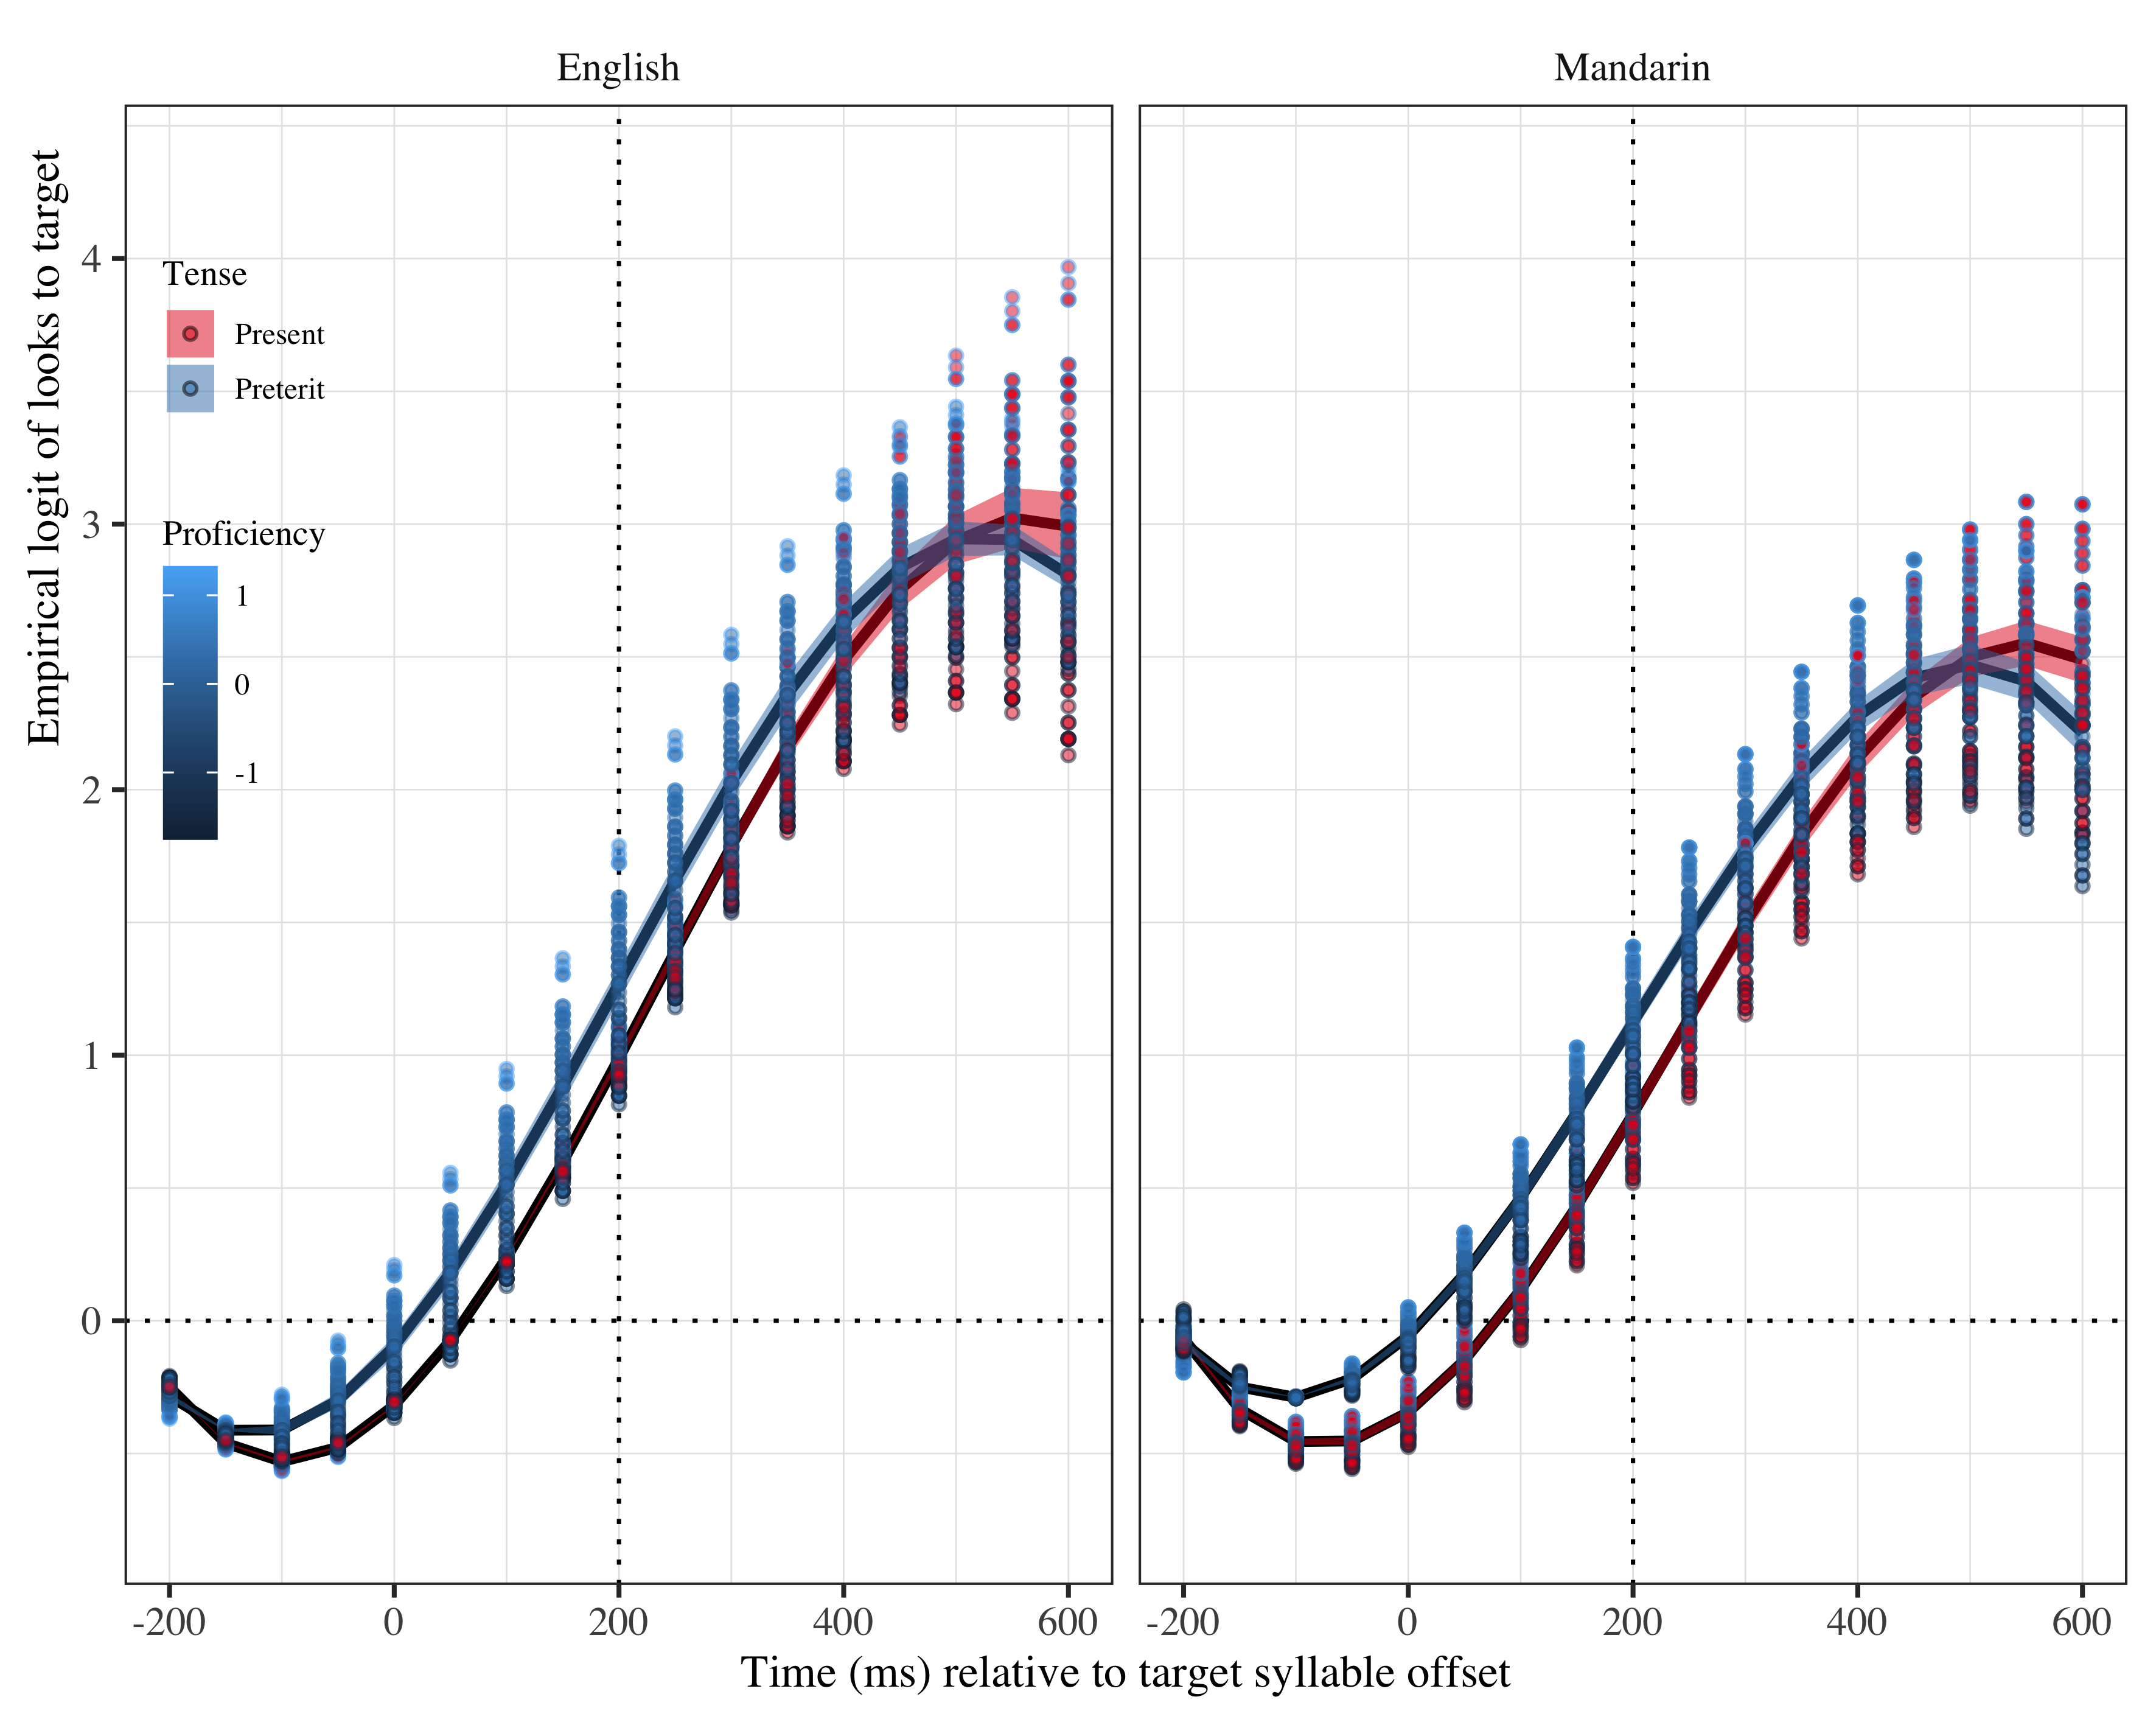 English
Mandarin
Empirical logit of looks to target
4
3
2
1
0
Tense
Present
Preterit
Proficiency
1
0
-1
-200 0 200 400 600
-200 0 200 400 600
Time (ms) relative to target syllable offset